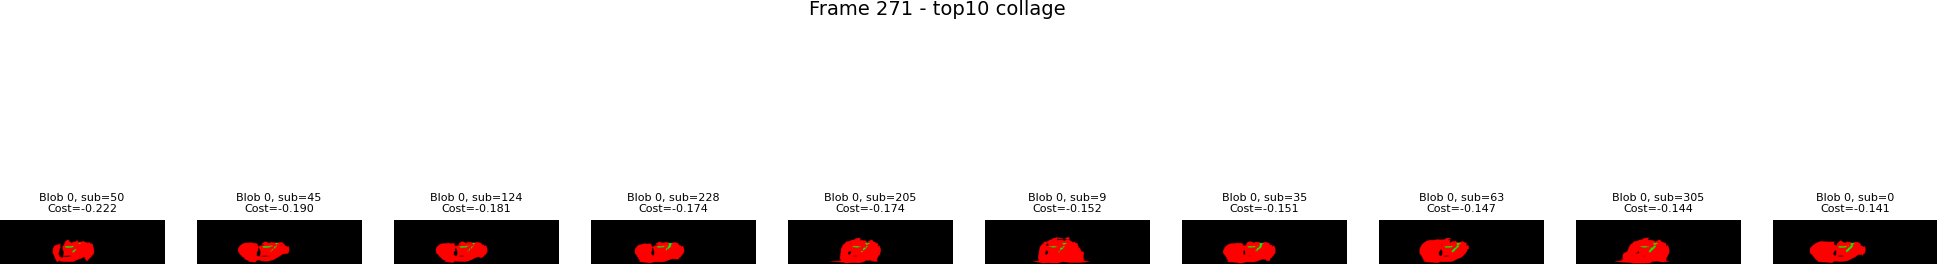 Frame 271 - top10 collage
Blob 0, sub=50
Cost=-0.222
Blob 0, sub=45
Cost=-0.190
Blob 0, sub=124
Cost=-0.181
Blob 0, sub=228
Cost=-0.174
Blob 0, sub=205
Cost=-0.174
Blob 0, sub=9
Cost=-0.152
Blob 0, sub=35
Cost=-0.151
Blob 0, sub=63
Cost=-0.147
Blob 0, sub=305
Cost=-0.144
Blob 0, sub=0
Cost=-0.141